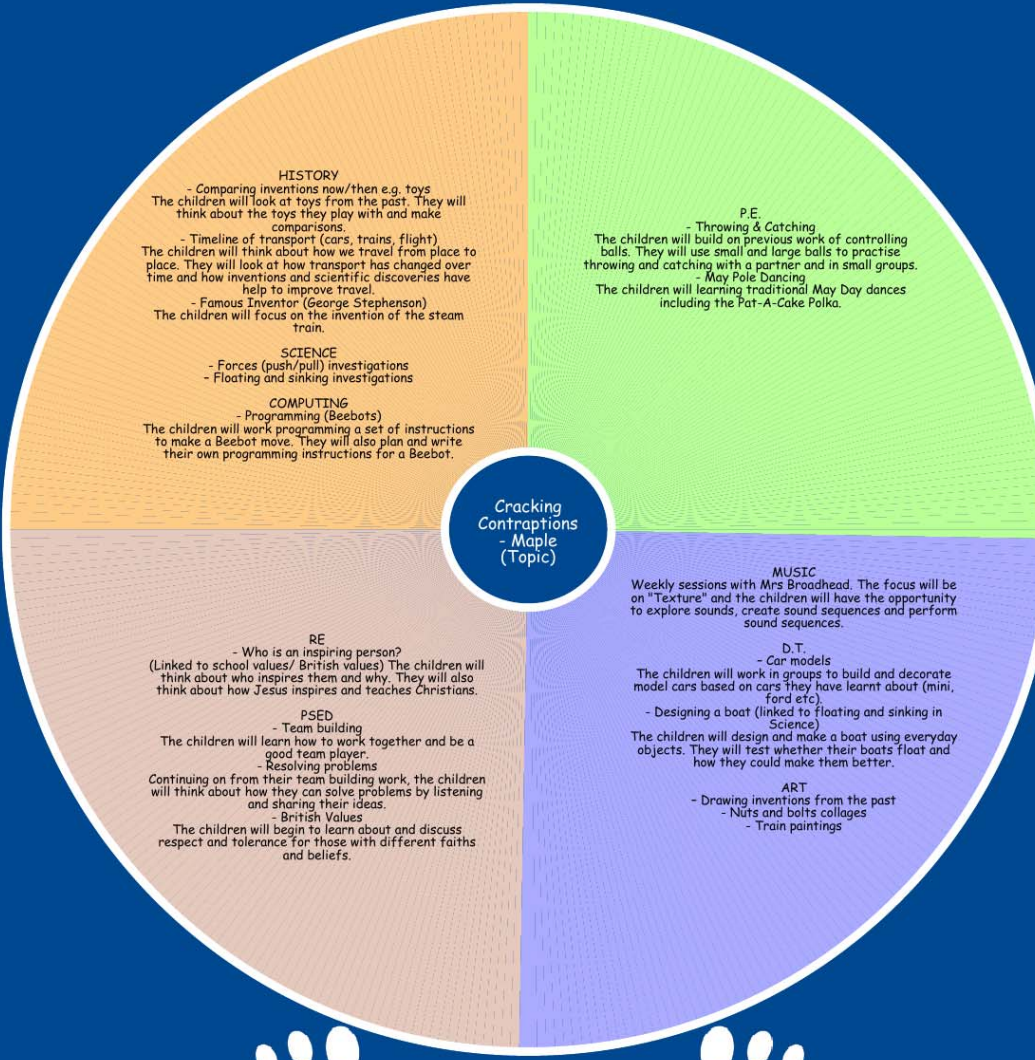 HISTORY
- Comparing inventions now/then e.g. toys
The children will look at toys from the past. They will
think about the toys they play with and make
comparisons.
- Timeline of transport (cars, trains, flight)
The children will think about how we travel from place to
place. They will look at how transport has changed over
time and how inventions and scientific discoveries have
help to improve travel.
- Famous Inventor (George Stephenson)
The children will focus on the invention of the steam
train.
SCIENCE
- Forces (push/pull) investigations
- Floating and sinking investigations
COMPUTING
- Programming (Beebots)
The children will work programming a set of instructions
to make a Beebot move. They will also plan and write
their own programming instructions for a Beebot.
P.E.
- Throwing & Catching
The children will build on previous work of controlling
balls. They will use small and large balls to practise
throwing and catching with a partner and in small groups.
- May Pole Dancing
The children will learning traditional May Day dances
including the Pat-A-Cake Polka.
Cracking
Contraptions
- Maple
(Topic)
RE
- Who is an inspiring person?
(Linked to school values/ British values) The children will
think about who inspires them and why. They will also
think about how Jesus inspires and teaches Christians.
PSED
- Team building
The children will learn how to work together and be a
good team player.
- Resolving problems
Continuing on from their team building work, the children
will think about how they can solve problems by listening
and sharing their ideas.
- British Values
The children will begin to learn about and discuss
respect and tolerance for those with different faiths
and beliefs.
MUSIC
Weekly sessions with Mrs Broadhead. The focus will be
on "Texture" and the children will have the opportunity
to explore sounds, create sound sequences and perform
sound sequences.
D.T.
- Car models
The children will work in groups to build and decorate
model cars based on cars they have learnt about (mini,
ford etc).
- Designing a boat (linked to floating and sinking in
Science)
The children will design and make a boat using everyday
objects. They will test whether their boats float and
how they could make them better.
ART
- Drawing inventions from the past
- Nuts and bolts collages
- Train paintings